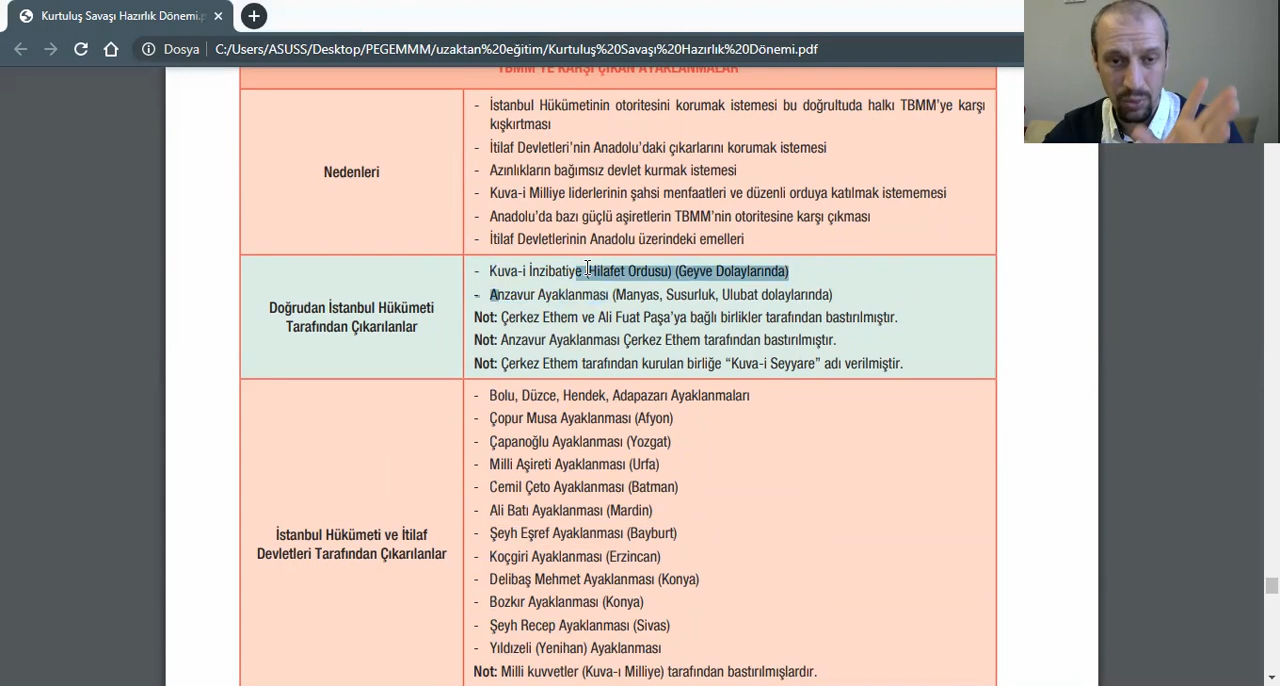 Kurtuluş Savaşı Hazırlık Dönemi.p
Dosya
C:/Users/ASUSS/Desktop/PEGEMMM/uzaktan%20eğitim/Kurtuluş%20Savaşı%20Hazırlık%20Dönemi.pdf
TBMM'YE KARŞI ÇIKAN AYAKLANMALAR
Nedenleri
- İstanbul Hükümetinin otoritesini korumak istemesi bu doğrultuda halkı TBMM'ye karşı
kışkırtması
- İtilaf Devletleri'nin Anadolu'daki çıkarlarını korumak istemesi
- Azınlıkların bağımsız devlet kurmak istemesi
- Kuva-i Milliye liderlerinin şahsi menfaatleri ve düzenli orduya katılmak istememesi
- Anadolu'da bazı güçlü aşiretlerin TBMM'nin otoritesine karşı çıkması
- İtilaf Devletlerinin Anadolu üzerindeki emelleri
Doğrudan İstanbul Hükümeti
Tarafından Çıkarılanlar
- Kuva-i İnzibatiye (Hilafet Ordusu) (Geyve Dolaylarında)
- Anzavur Ayaklanması (Manyas, Susurluk, Ulubat dolaylarında)
Not: Çerkez Ethem ve Ali Fuat Paşa'ya bağlı birlikler tarafından bastırılmıştır.
Not: Anzavur Ayaklanması Çerkez Ethem tarafından bastırılmıştır.
Not: Çerkez Ethem tarafından kurulan birliğe “Kuva-i Seyyare” adı verilmiştir.
İstanbul Hükümeti ve İtilaf
Devletleri Tarafından Çıkarılanlar
- Bolu, Düzce, Hendek, Adapazarı Ayaklanmaları
- Çopur Musa Ayaklanması (Afyon)
- Çapanoğlu Ayaklanması (Yozgat)
- Milli Aşireti Ayaklanması (Urfa)
- Cemil Çeto Ayaklanması (Batman)
- Ali Batı Ayaklanması (Mardin)
- Şeyh Eşref Ayaklanması (Bayburt)
- Koçgiri Ayaklanması (Erzincan)
- Delibaş Mehmet Ayaklanması (Konya)
- Bozkır Ayaklanması (Konya)
- Şeyh Recep Ayaklanması (Sivas)
- Yıldızeli (Yenihan) Ayaklanması
Not: Milli kuvvetler (Kuva-ı Milliye) tarafından bastırılmışlardır.